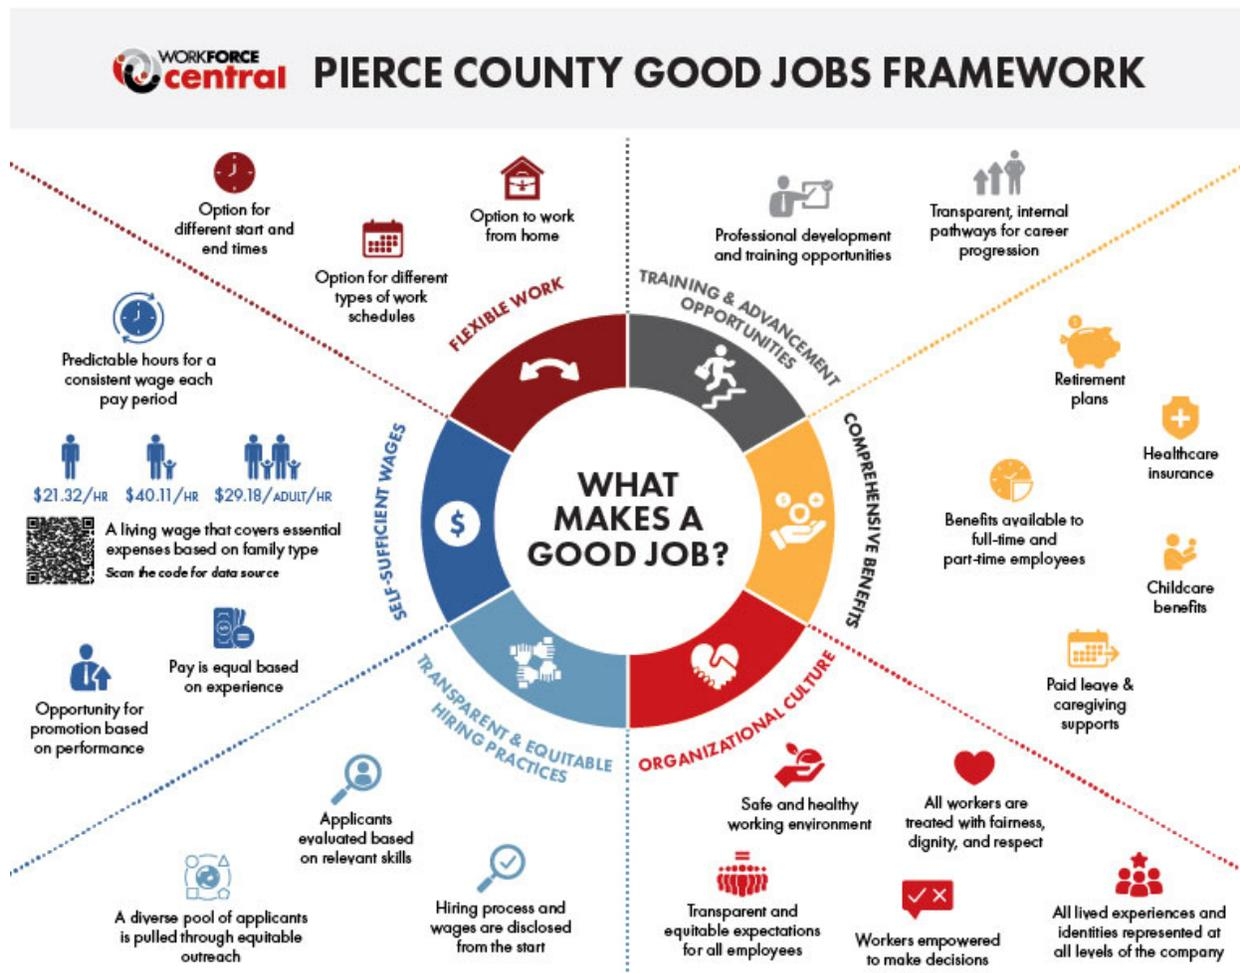 WORKFORCE
central
PIERCE COUNTY GOOD JOBS FRAMEWORK
Option for
different start and
end times
Option for different
types of work
schedules
Option to work
from home
FLEXIBLE WORK
Professional development
and training opportunities
Transparent, internal
pathways for career
progression
TRAINING & ADVANCEMENT
OPPORTUNITIES
Retirement
plans
Healthcare
insurance
Benefits available to
full-time and
part-time employees
Childcare
benefits
Paid leave &
caregiving
supports
COMPREHENSIVE BENEFITS
Predictable hours for a
consistent wage each
pay period
$21.32/HR
$40.11/HR
$29.18/ADULT/HR
A living wage that covers essential
expenses based on family type
Scan the code for data source
Pay is equal based
on experience
Opportunity for
promotion based
on performance
SELF-SUFFICIENT WAGES
$
WHAT
MAKES A
GOOD JOB?
TRANSPARENT & EQUITABLE
HIRING PRACTICES
Applicants
evaluated based
on relevant skills
A diverse pool of applicants
is pulled through equitable
outreach
Hiring process and
wages are disclosed
from the start
ORGANIZATIONAL CULTURE
Safe and healthy
working environment
All workers are
treated with fairness,
dignity, and respect
Transparent and
equitable expectations
for all employees
Workers empowered
to make decisions
All lived experiences and
identities represented at
all levels of the company